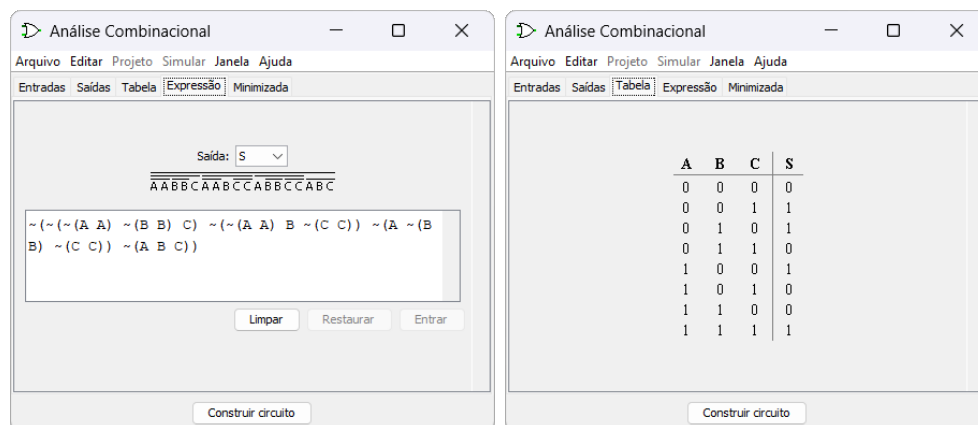 Análise Combinacional
Arquivo Editar Projeto Simular Janela Ajuda
Entradas Saídas Tabela Expressão Minimizada
Saída: S
A A B B C A A B C C A B B C C A B C
~(~(~(A A) ~(B B) C) ~(~(A A) B ~(C C)) ~(A ~(B
B) ~(C C)) ~(A B C))
Limpar Restaurar Entrar
Construir circuito
Análise Combinacional
Arquivo Editar Projeto Simular Janela Ajuda
Entradas Saídas Tabela Expressão Minimizada
A B C S
0 0 0 0
0 0 1 1
0 1 0 1
0 1 1 0
1 0 0 1
1 0 1 0
1 1 0 0
1 1 1 1
Construir circuito